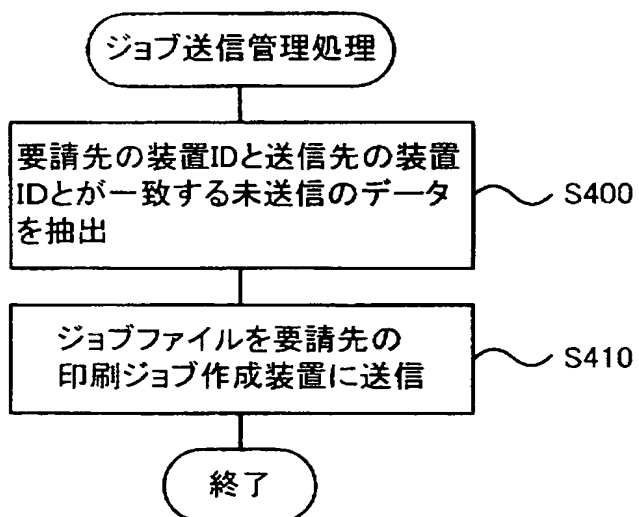 ジョブ送信管理処理
要請先の装置IDと送信先の装置
IDとが一致する未送信のデータ
を抽出
S400
ジョブファイルを要請先の
印刷ジョブ作成装置に送信
S410
終了